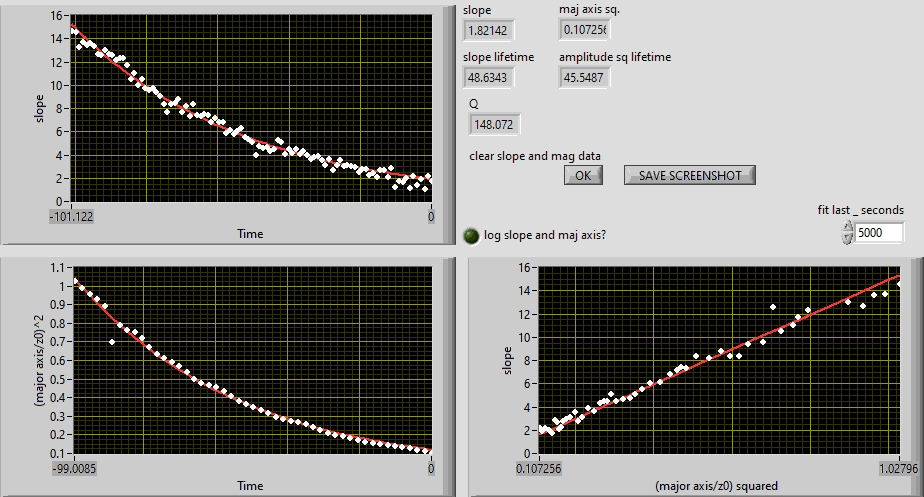 16
14
12
10
8
6
4
2
0
slope
-101.122
0
Time
slope
maj axis sq.
1.82142
0.107256
slope lifetime
amplitude sq lifetime
48.6343
45.5487
Q
148.072
clear slope and mag data
OK
SAVE SCREENSHOT
fit last _ seconds
5000
log slope and maj axis?
1.1
1
0.9
0.8
0.7
0.6
0.5
0.4
0.3
0.2
0.1
(major axis/z0)^2
-99.0085
0
Time
16
14
12
10
8
6
4
2
0
slope
0.107256
1.02796
(major axis/z0) squared